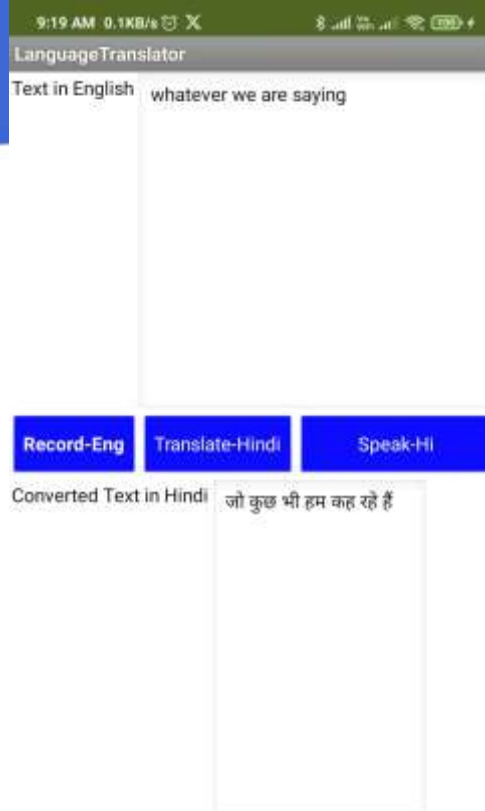 9:19 AM 0.1KB/s
LanguageTranslator
Text in English whatever we are saying
Record-Eng Translate-Hindi Speak-Hi
Converted Text in Hindi जो कुछ भी हम कह रहे हैं